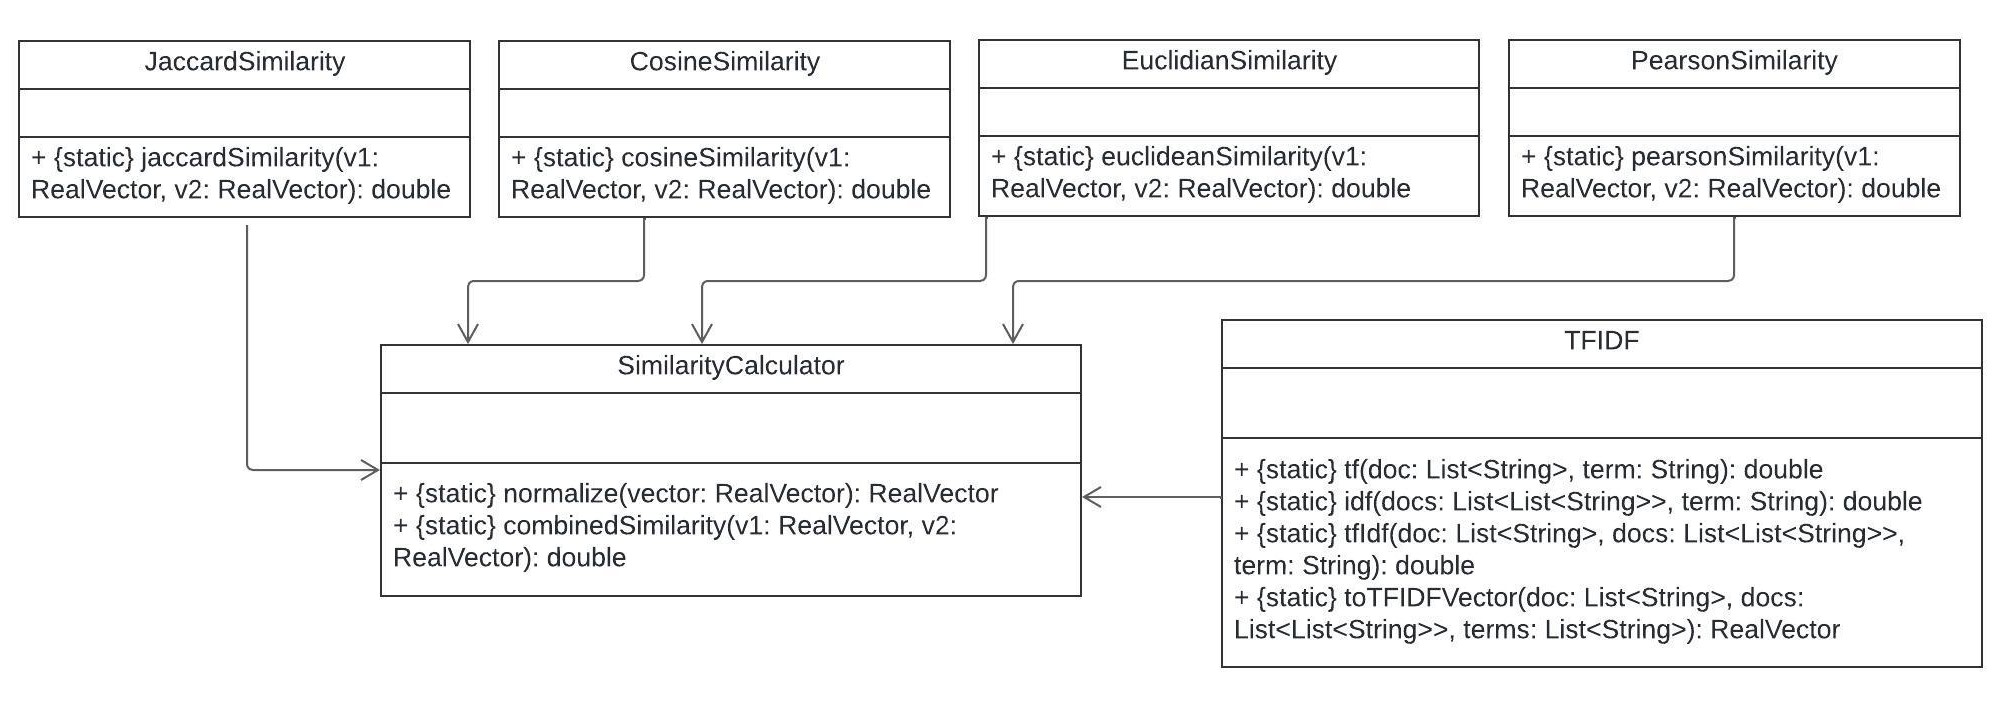 JaccardSimilarity
+ {static} jaccardSimilarity(v1:
RealVector, v2: RealVector): double
CosineSimilarity
+ {static} cosineSimilarity(v1:
RealVector, v2: RealVector): double
EuclidianSimilarity
+ {static} euclideanSimilarity(v1:
RealVector, v2: RealVector): double
PearsonSimilarity
+ {static} pearsonSimilarity(v1:
RealVector, v2: RealVector): double
SimilarityCalculator
+ {static} normalize(vector: RealVector): RealVector
+ {static} combinedSimilarity(v1: RealVector, v2:
RealVector): double
TFIDF
+ {static} tf(doc: List<String>, term: String): double
+ {static} idf(docs: List<List<String>>, term: String): double
+ {static} tfIdf(doc: List<String>, docs: List<List<String>>,
term: String): double
+ {static} toTFIDFVector(doc: List<String>, docs:
List<List<String>>, terms: List<String>): RealVector